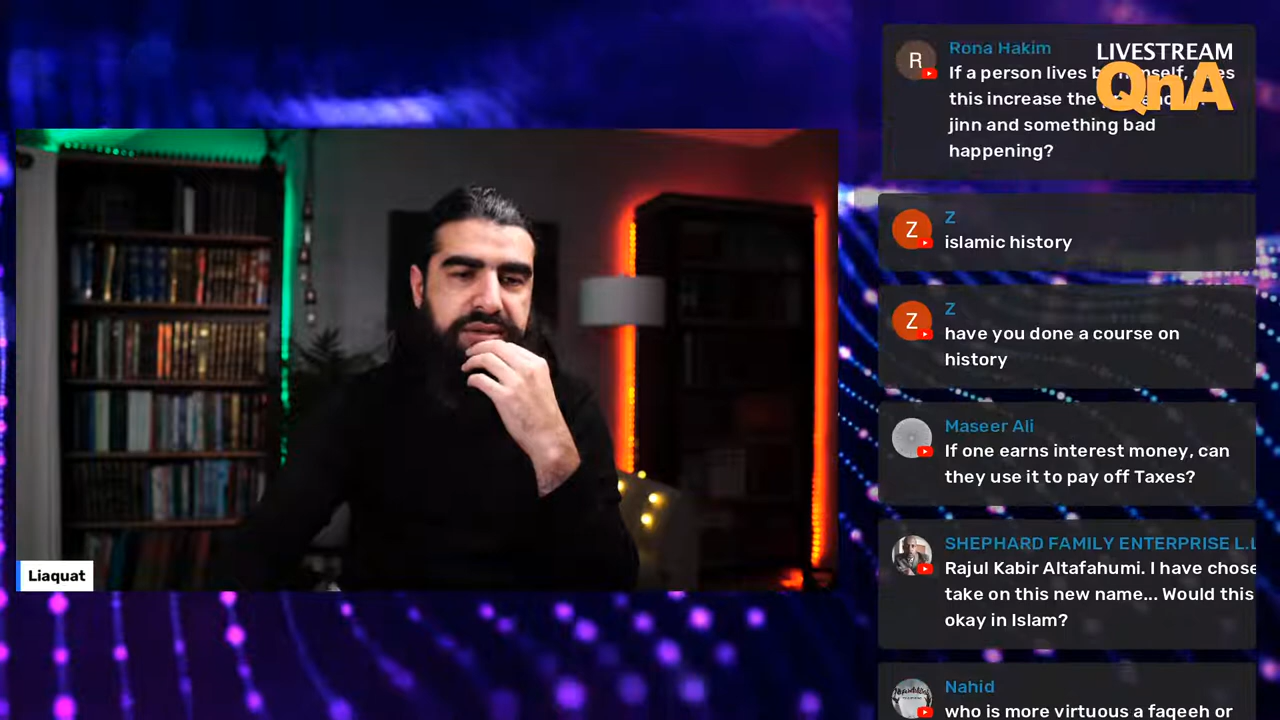 Liaquat
LIVESTREAM
QnA
R
Rona Hakim
If a person lives
this increase the
jinn and something bad
happening?
Z
Z
islamic history
Z
Z
have you done a course on
history
Maseer Ali
If one earns interest money, can
they use it to pay off Taxes?
SHEPHARD FAMILY ENTERPRISE L.L
Rajul Kabir Altafahumi. I have chose
take on this new name... Would this
okay in Islam?
Nahid
who is more virtuous a faqeeh or